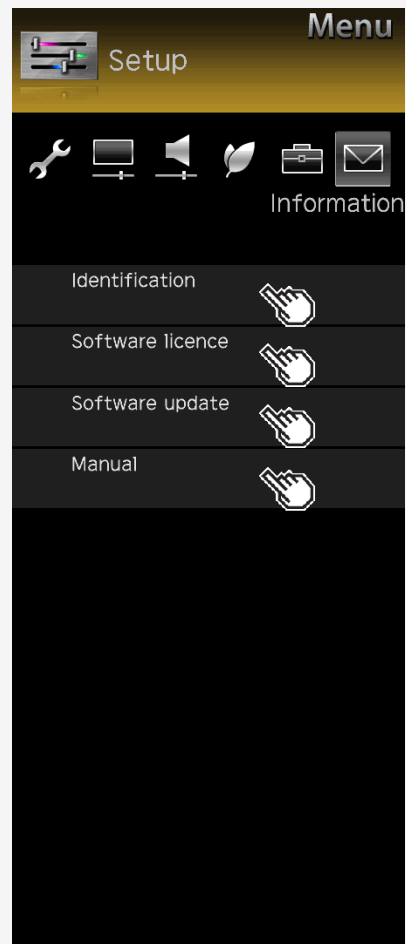 Menu
Setup
Information
Identification
Software licence
Software update
Manual